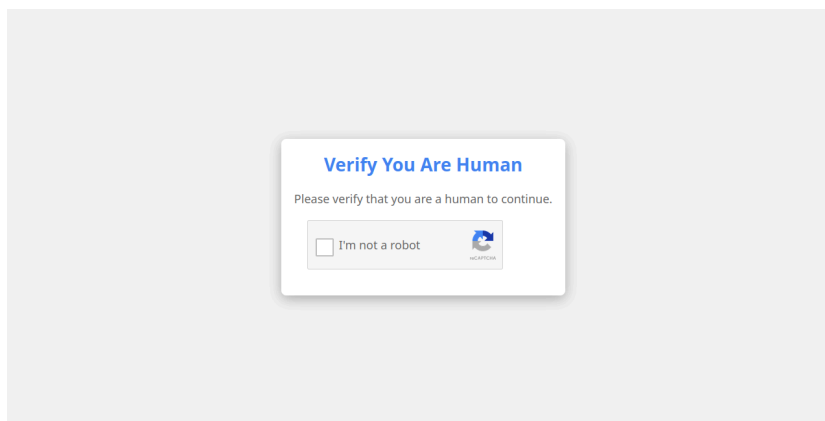 Verify You Are Human
Please verify that you are a human to continue.
I'm not a robot
reCAPTCHA